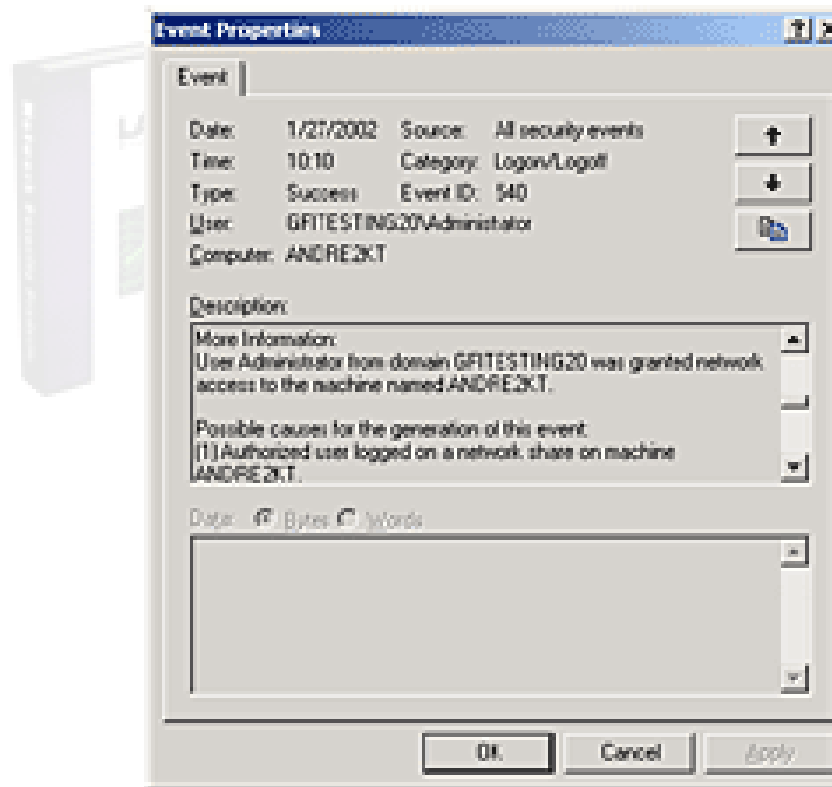 Event Properties
Event
Date: 1/27/2002 Source: All security events
Time: 10:10 Category: Logon/Logoff
Type: Success Event ID: 540
User: GFITESTING20\Administrator
Computer: ANDRE2KT
Description:
More Information:
User Administrator from domain GFITESTING20 was granted network
access to the machine named ANDRE2KT.
Possible causes for the generation of this event:
(1) Authorized user logged on a network share on machine
ANDRE2KT.
Data: Bytes Words
OK Cancel Apply